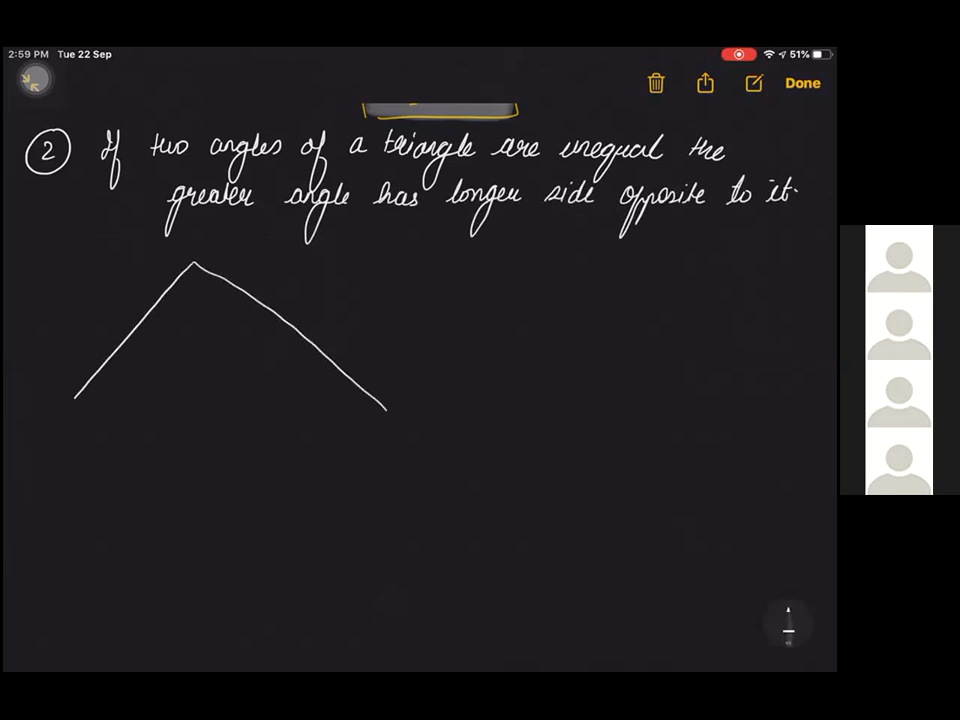 2:59 PM Tue 22 Sep
51%
Done
2 If two angles of a triangle are unequal the
greater angle has longer side opposite to it.